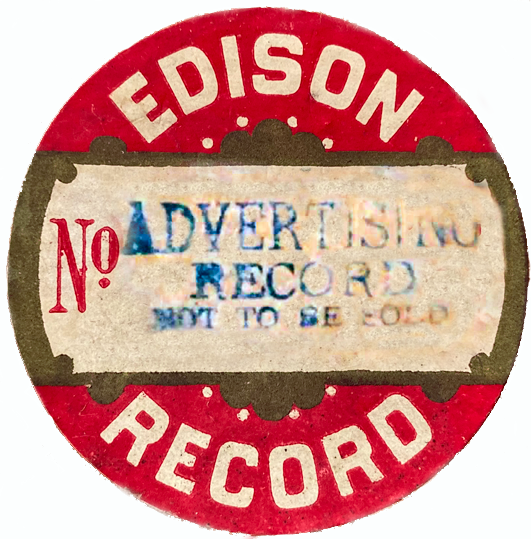 EDISON
No.
ADVERTISING
RECORD
NOT TO BE SOLD
RECORD